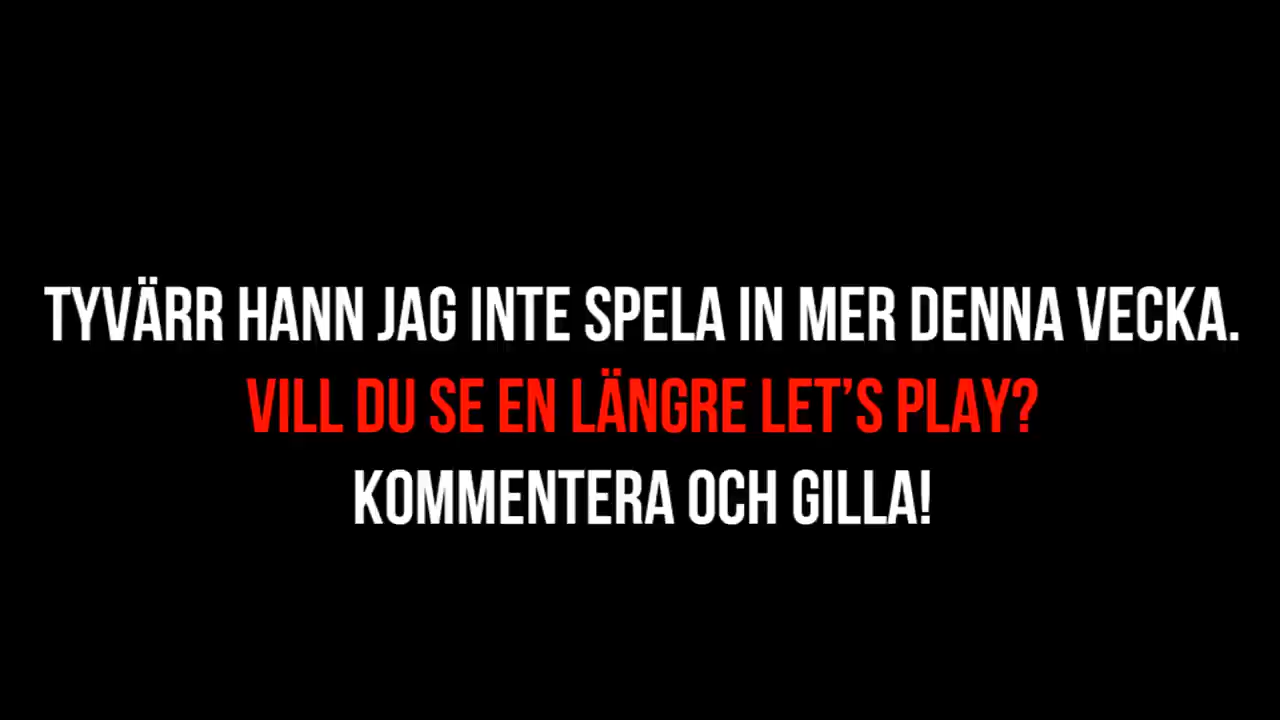 TYVÄRR HANN JAG INTE SPELA IN MER DENNA VECKA.
VILL DU SE EN LÄNGRE LET’S PLAY?
KOMMENTERA OCH GILLA!